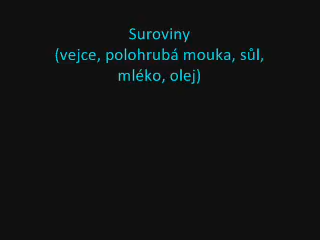 Suroviny
(vejce, polohrubá mouka, sůl,
mléko, olej)